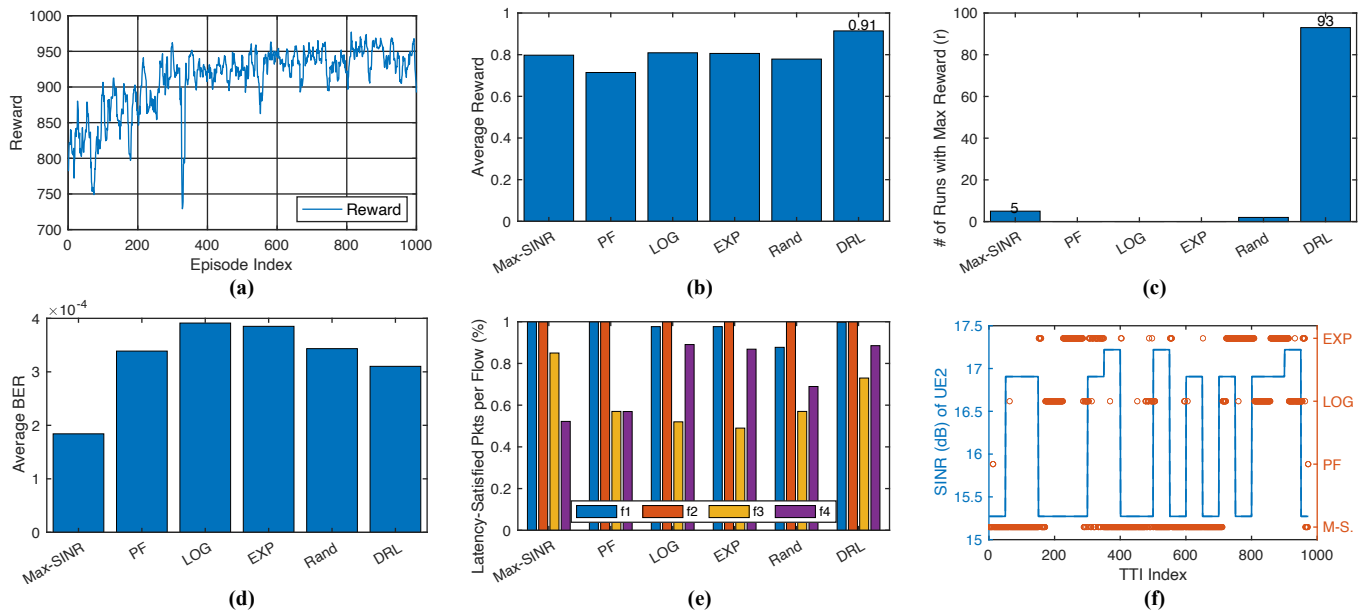 1000
950
900
850
800
750
700
Reward
Reward
0 200 400 600 800 1000
Episode Index
(a)
1
0.8
0.6
0.4
0.2
0
Average Reward
0.91
Max-SINR PF LOG EXP Rand DRL
(b)
100
80
60
40
20
0
# of Runs with Max Reward (r)
5
93
Max-SINR PF LOG EXP Rand DRL
(c)
×10-4
4
3
2
1
0
Average BER
Max-SINR PF LOG EXP Rand DRL
(d)
1
0.8
0.6
0.4
0.2
0
Latency-Satisfied Pkts per Flow (%)
f1 f2 f3 f4
Max-SINR PF LOG EXP Rand DRL
(e)
17.5
17
16.5
16
15.5
15
SINR (dB) of UE2
EXP
LOG
PF
M-S.
0 200 400 600 800 1000
TTI Index
(f)